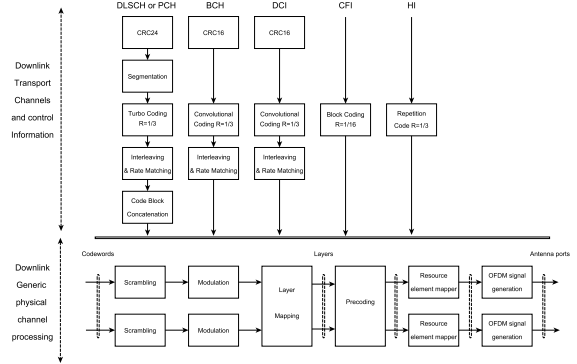 DLSCH or PCH
BCH
DCI
CFI
HI
CRC24
CRC16
CRC16
Downlink
Transport
Channels
and control
Information
Segmentation
Turbo Coding
R=1/3
Convolutional
Coding R=1/3
Convolutional
Coding R=1/3
Block Coding
R=1/16
Repetition
Code R=1/3
Interleaving
& Rate Matching
Interleaving
& Rate Matching
Interleaving
& Rate Matching
Code Block
Concatenation
Codewords
Layers
Antenna ports
Downlink
Generic
physical
channel
processing
Scrambling
Modulation
Layer
Mapping
Precoding
Resource
element mapper
OFDM signal
generation
Scrambling
Modulation
Resource
element mapper
OFDM signal
generation